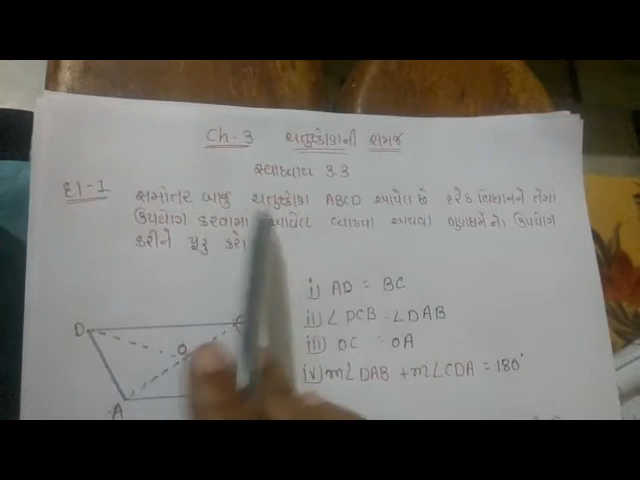 Ch-3 ચતુષ્કોણની સમજ
સ્વાધ્યાય 3.3
દા-1 સમાંતર બાજુ ચતુષ્કોણ ABCD આપેલ છે દરેક વિધાનને તેમાં
ઉપયોગ કરવામાં આવેલ વ્યાખ્યા અથવા ગુણધર્મનો ઉપયોગ
કરીને પૂરું કરો
i) AD = BC
ii) ∠DCB = ∠DAB
iii) OC = OA
iv) m∠DAB + m∠CDA = 180°
D
O
A